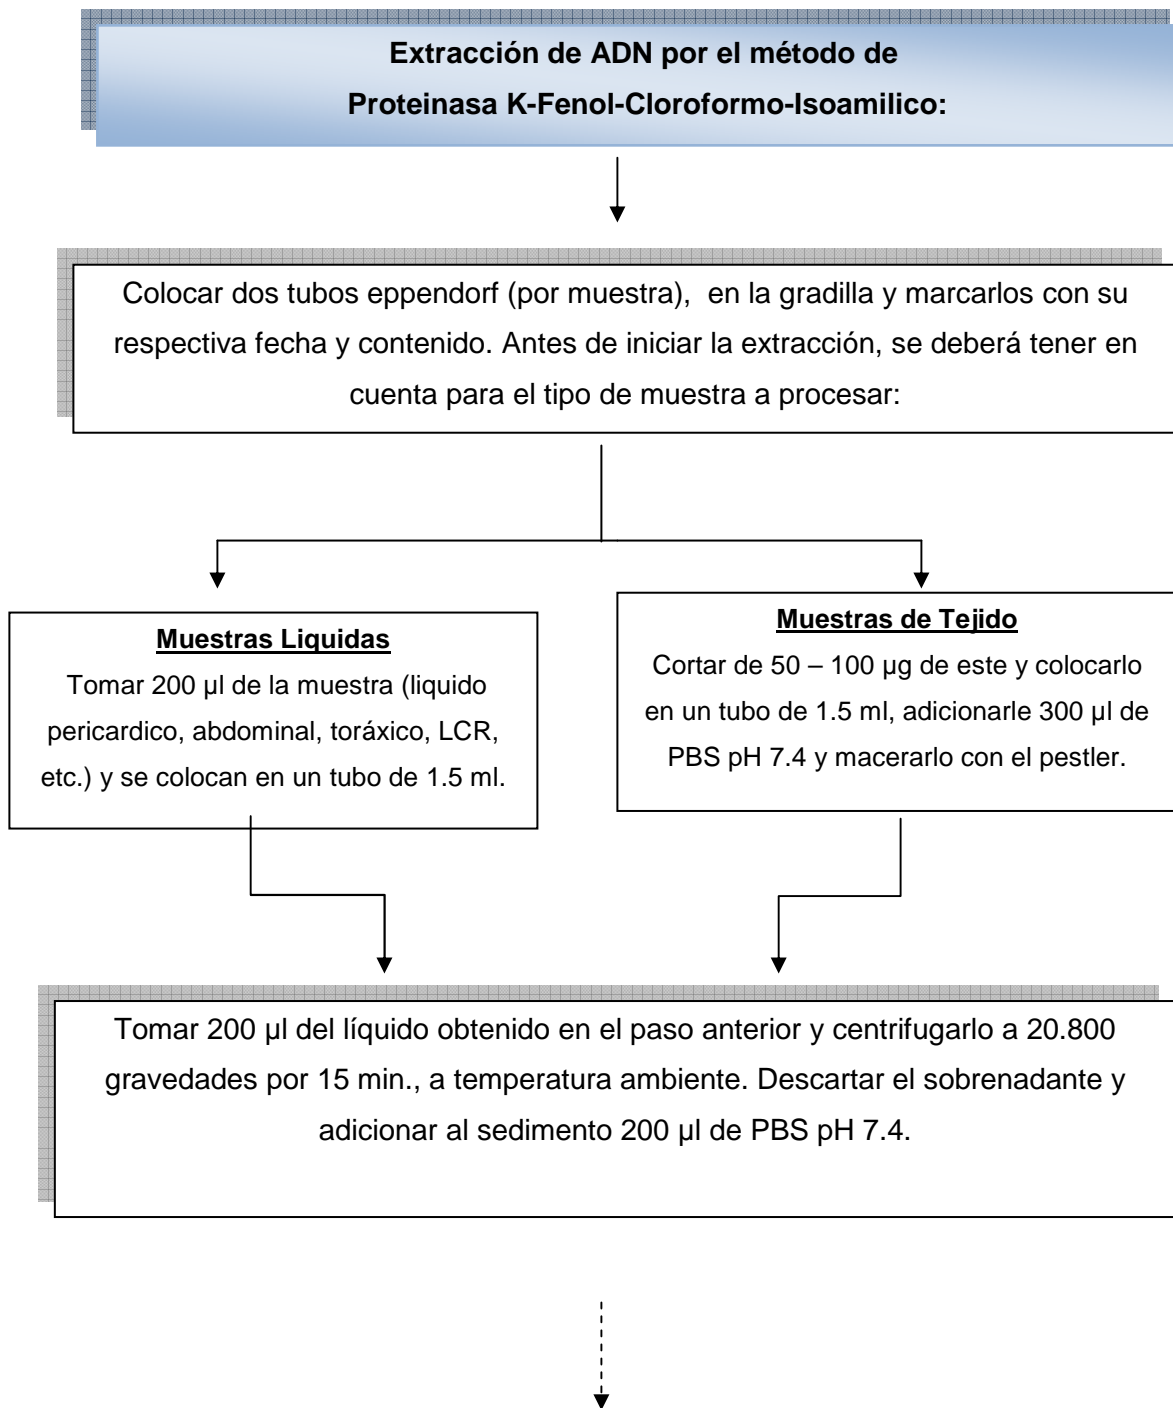 Extracción de ADN por el método de
Proteinasa K-Fenol-Cloroformo-Isoamilico:
Colocar dos tubos eppendorf (por muestra), en la gradilla y marcarlos con su
respectiva fecha y contenido. Antes de iniciar la extracción, se deberá tener en
cuenta para el tipo de muestra a procesar:
Muestras Liquidas
Tomar 200 µl de la muestra (liquido
pericardico, abdominal, toráxico, LCR,
etc.) y se colocan en un tubo de 1.5 ml.
Muestras de Tejido
Cortar de 50 – 100 µg de este y colocarlo
en un tubo de 1.5 ml, adicionarle 300 µl de
PBS pH 7.4 y macerarlo con el pestler.
Tomar 200 µl del líquido obtenido en el paso anterior y centrifugarlo a 20.800
gravedades por 15 min., a temperatura ambiente. Descartar el sobrenadante y
adicionar al sedimento 200 µl de PBS pH 7.4.